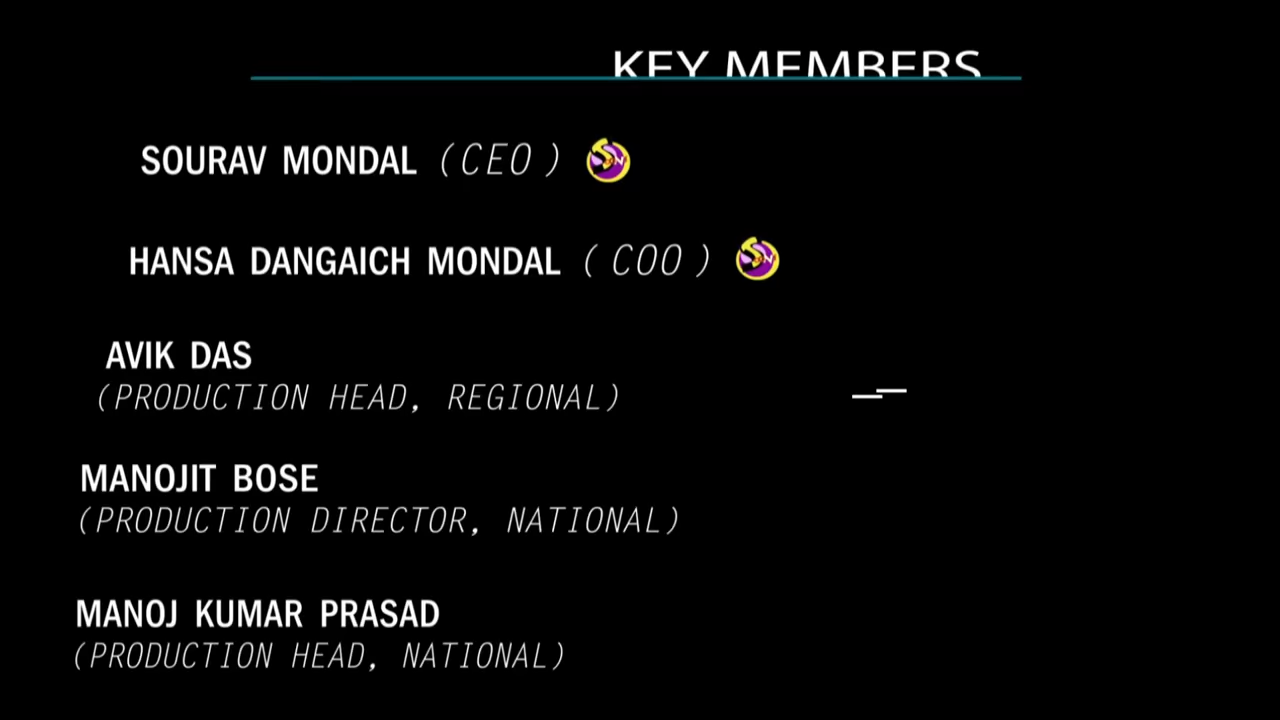 KEY MEMBERS
SOURAV MONDAL (CEO )
HANSA DANGAICH MONDAL ( COO )
AVIK DAS
(PRODUCTION HEAD, REGIONAL)
MANOJIT BOSE
(PRODUCTION DIRECTOR, NATIONAL)
MANOJ KUMAR PRASAD
(PRODUCTION HEAD, NATIONAL)